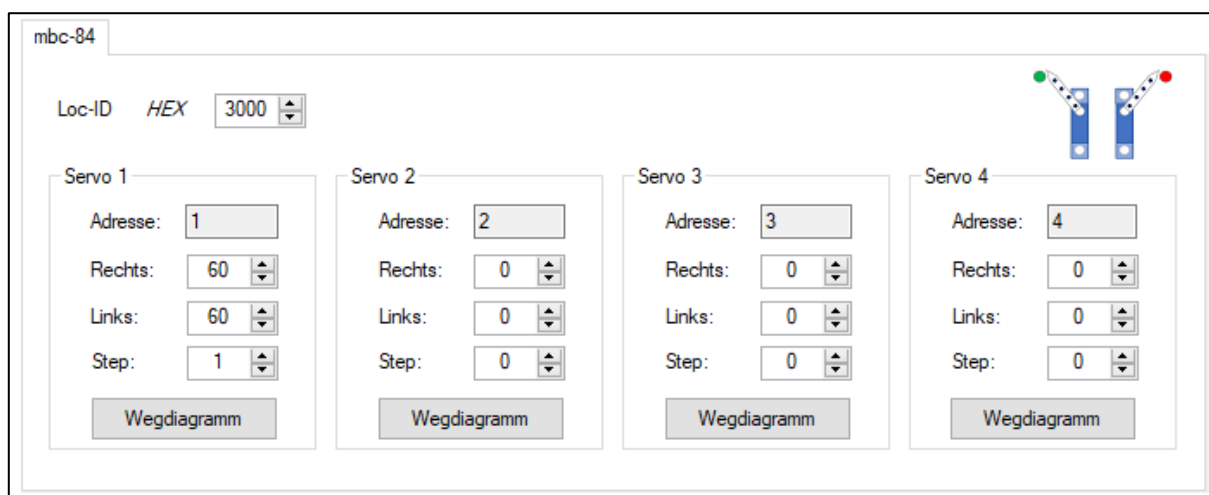 mbc-84
Loc-ID HEX 3000
Servo 1 Servo 2 Servo 3 Servo 4
Adresse: 1 Adresse: 2 Adresse: 3 Adresse: 4
Rechts: 60 Rechts: 0 Rechts: 0 Rechts: 0
Links: 60 Links: 0 Links: 0 Links: 0
Step: 1 Step: 0 Step: 0 Step: 0
Wegdiagramm Wegdiagramm Wegdiagramm Wegdiagramm